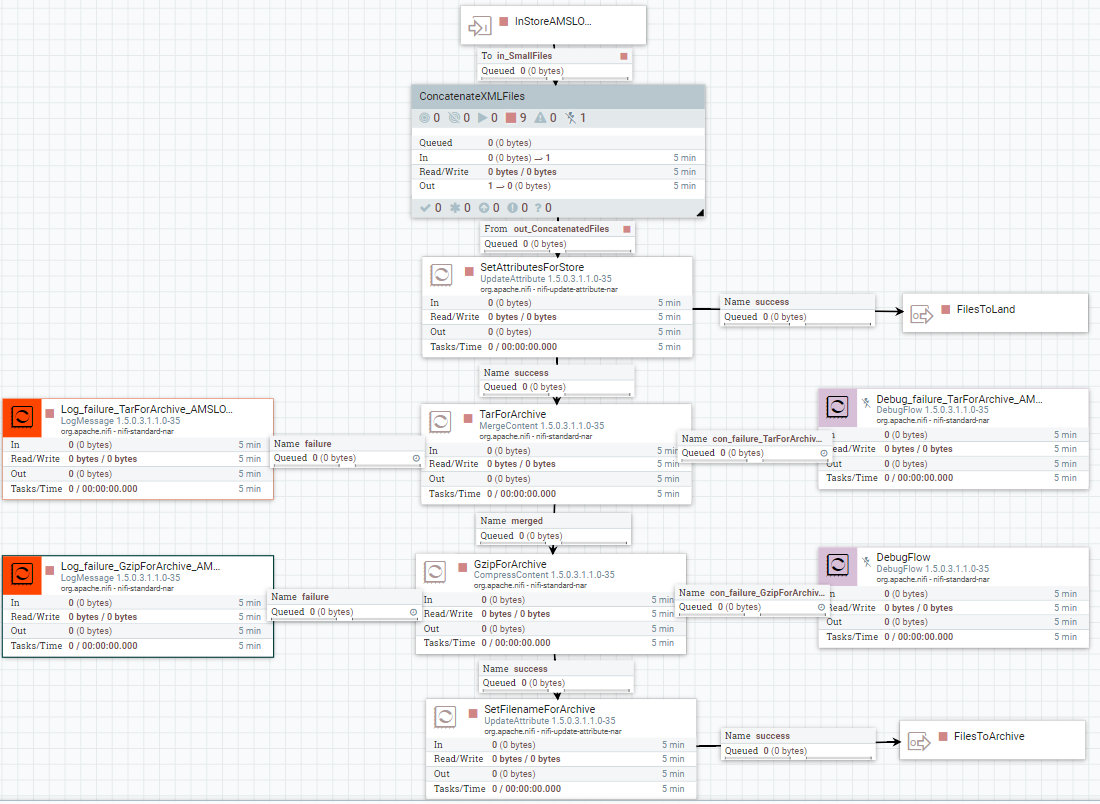 InStoreAMSLO...
To in_SmallFiles
Queued 0 (0 bytes)
ConcatenateXMLFiles
0 0 0 9 0 1
Queued 0 (0 bytes)
In 0 (0 bytes) → 1 5 min
Read/Write 0 bytes / 0 bytes 5 min
Out 1 → 0 (0 bytes) 5 min
0 0 0 0 ? 0
From out_ConcatenatedFiles
Queued 0 (0 bytes)
SetAttributesForStore
UpdateAttribute 1.5.0.3.1.1.0-35
org.apache.nifi - nifi-update-attribute-nar
In 0 (0 bytes) 5 min
Read/Write 0 bytes / 0 bytes 5 min
Out 0 (0 bytes) 5 min
Tasks/Time 0 / 00:00:00.000 5 min
Name success
Queued 0 (0 bytes)
FilesToLand
Name success
Queued 0 (0 bytes)
Log_failure_TarForArchive_AMSLO...
LogMessage 1.5.0.3.1.1.0-35
org.apache.nifi - nifi-standard-nar
In 0 (0 bytes) 5 min
Read/Write 0 bytes / 0 bytes 5 min
Out 0 (0 bytes) 5 min
Tasks/Time 0 / 00:00:00.000 5 min
Name failure
Queued 0 (0 bytes)
TarForArchive
MergeContent 1.5.0.3.1.1.0-35
org.apache.nifi - nifi-standard-nar
In 0 (0 bytes) 5 min
Read/Write 0 bytes / 0 bytes 5 min
Out 0 (0 bytes) 5 min
Tasks/Time 0 / 00:00:00.000 5 min
Name con_failure_TarForArchiv...
Queued 0 (0 bytes)
Debug_failure_TarForArchive_AM...
DebugFlow 1.5.0.3.1.1.0-35
org.apache.nifi - nifi-standard-nar
In 0 (0 bytes) 5 min
Read/Write 0 bytes / 0 bytes 5 min
Out 0 (0 bytes) 5 min
Tasks/Time 0 / 00:00:00.000 5 min
Name merged
Queued 0 (0 bytes)
Log_failure_GzipForArchive_AM...
LogMessage 1.5.0.3.1.1.0-35
org.apache.nifi - nifi-standard-nar
In 0 (0 bytes) 5 min
Read/Write 0 bytes / 0 bytes 5 min
Out 0 (0 bytes) 5 min
Tasks/Time 0 / 00:00:00.000 5 min
Name failure
Queued 0 (0 bytes)
GzipForArchive
CompressContent 1.5.0.3.1.1.0-35
org.apache.nifi - nifi-standard-nar
In 0 (0 bytes) 5 min
Read/Write 0 bytes / 0 bytes 5 min
Out 0 (0 bytes) 5 min
Tasks/Time 0 / 00:00:00.000 5 min
Name con_failure_GzipForArchiv...
Queued 0 (0 bytes)
DebugFlow
DebugFlow 1.5.0.3.1.1.0-35
org.apache.nifi - nifi-standard-nar
In 0 (0 bytes) 5 min
Read/Write 0 bytes / 0 bytes 5 min
Out 0 (0 bytes) 5 min
Tasks/Time 0 / 00:00:00.000 5 min
Name success
Queued 0 (0 bytes)
SetFilenameForArchive
UpdateAttribute 1.5.0.3.1.1.0-35
org.apache.nifi - nifi-update-attribute-nar
In 0 (0 bytes) 5 min
Read/Write 0 bytes / 0 bytes 5 min
Out 0 (0 bytes) 5 min
Tasks/Time 0 / 00:00:00.000 5 min
Name success
Queued 0 (0 bytes)
FilesToArchive